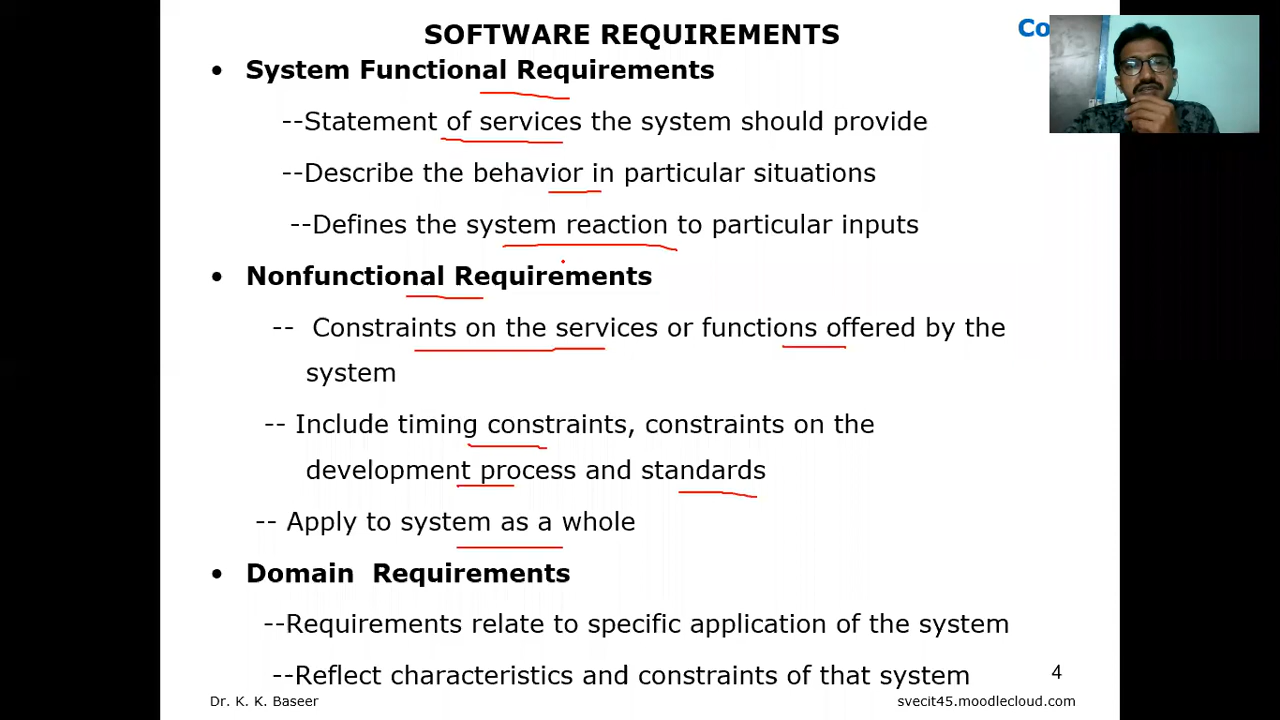 SOFTWARE REQUIREMENTS
Co
• System Functional Requirements
--Statement of services the system should provide
--Describe the behavior in particular situations
--Defines the system reaction to particular inputs
• Nonfunctional Requirements
-- Constraints on the services or functions offered by the
system
-- Include timing constraints, constraints on the
development process and standards
-- Apply to system as a whole
• Domain Requirements
--Requirements relate to specific application of the system
--Reflect characteristics and constraints of that system
4
Dr. K. K. Baseer
svecit45.moodlecloud.com